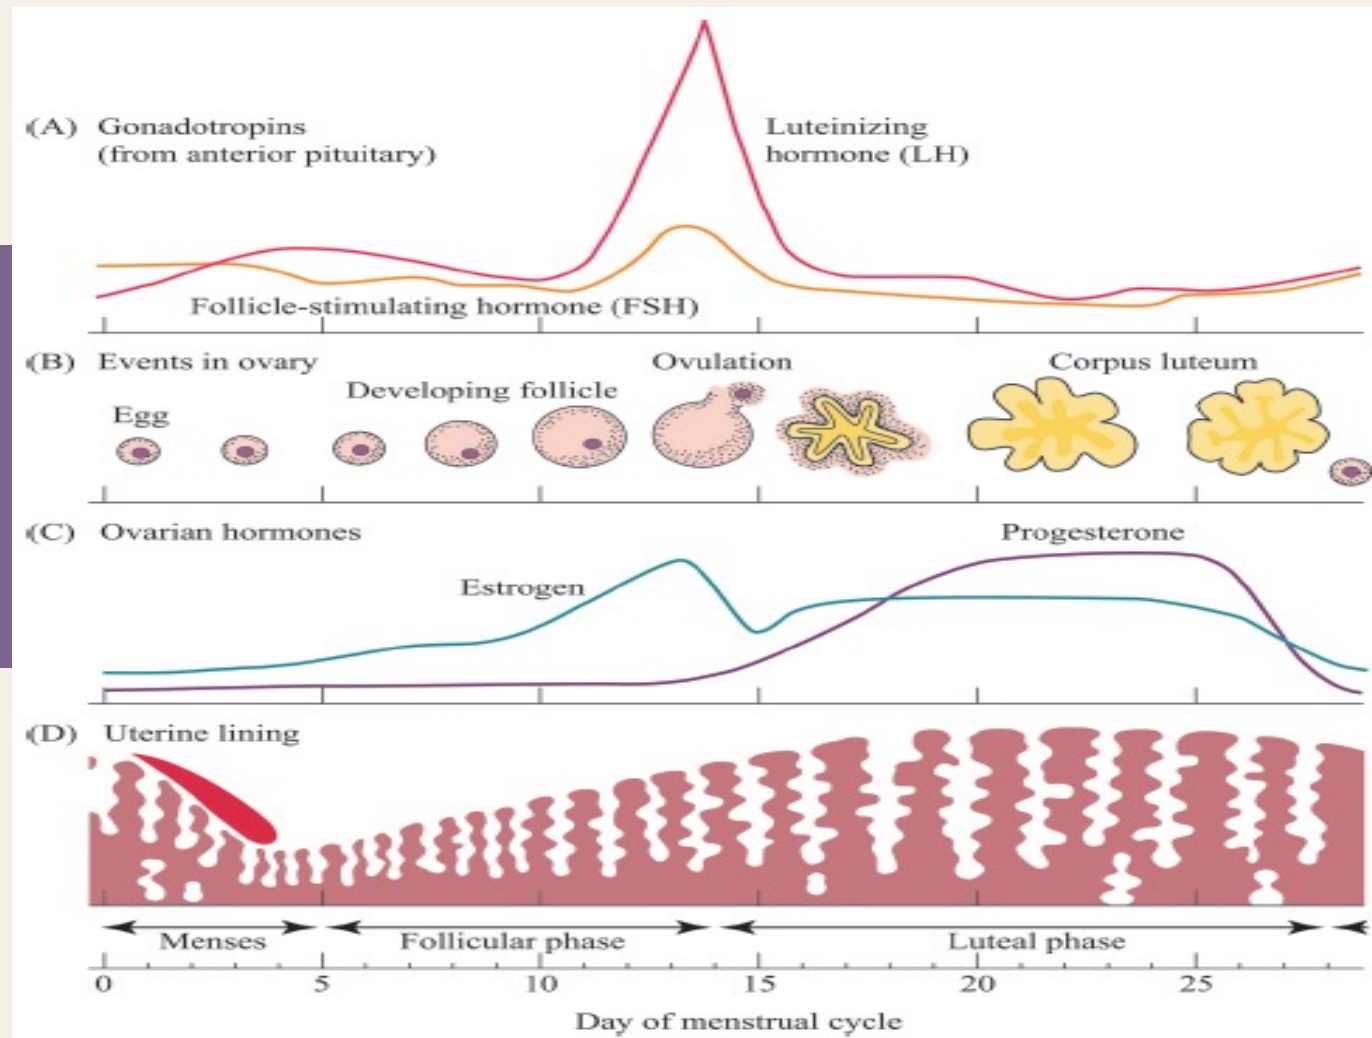 (A) Gonadotropins
(from anterior pituitary)
Luteinizing
hormone (LH)
Follicle-stimulating hormone (FSH)
(B) Events in ovary
Ovulation
Corpus luteum
Developing follicle
Egg
(C) Ovarian hormones
Progesterone
Estrogen
(D) Uterine lining
Menses
Follicular phase
Luteal phase
0 5 10 15 20 25
Day of menstrual cycle